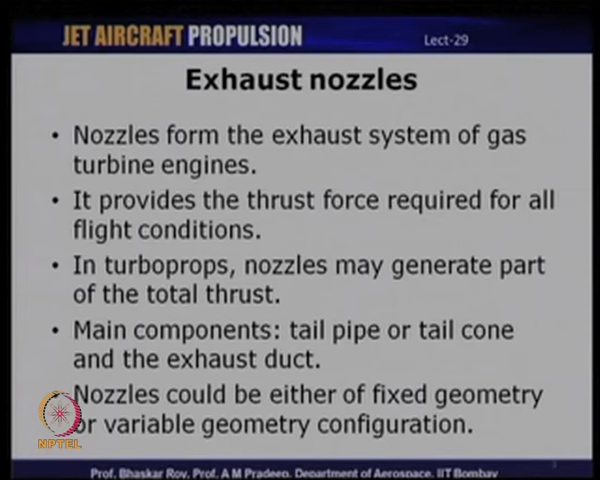 JET AIRCRAFT PROPULSION
Lect-29
Exhaust nozzles
• Nozzles form the exhaust system of gas
turbine engines.
• It provides the thrust force required for all
flight conditions.
• In turboprops, nozzles may generate part
of the total thrust.
• Main components: tail pipe or tail cone
and the exhaust duct.
Nozzles could be either of fixed geometry
or variable geometry configuration.
NPTEL
Prof. Bhaskar Roy, Prof. A M Pradeep, Department of Aerospace, IIT Bombay